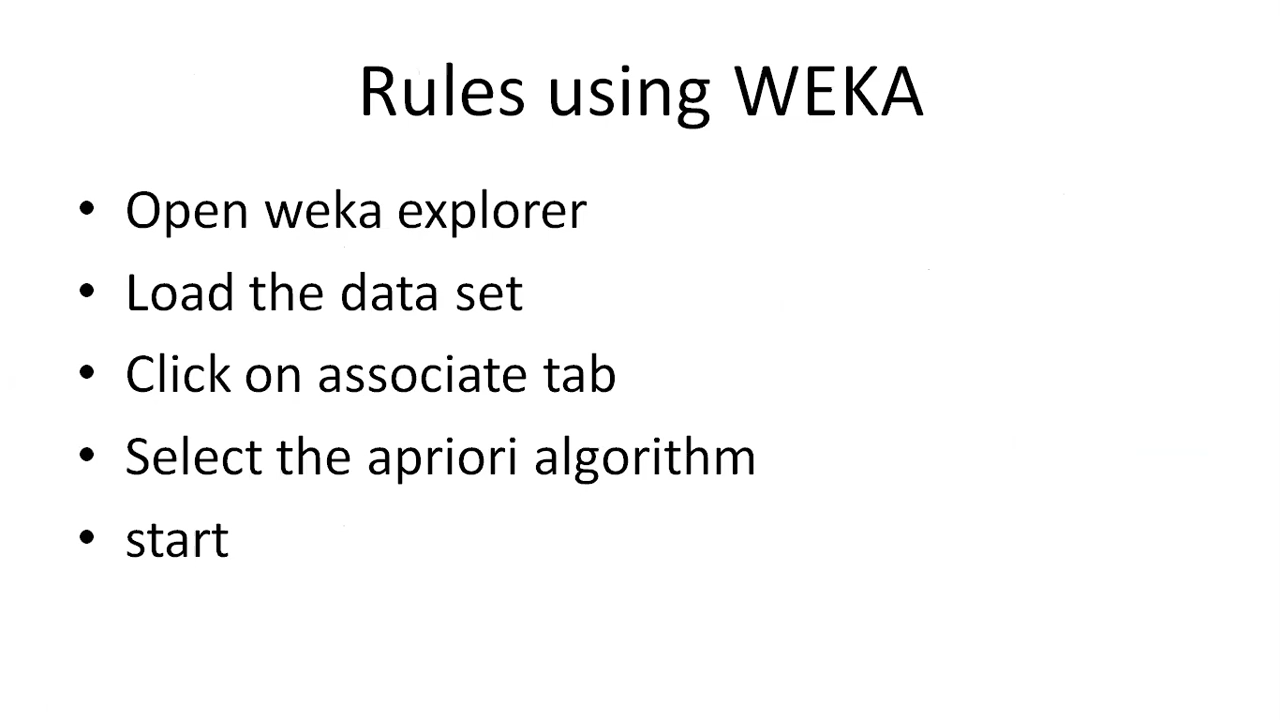 Rules using WEKA
• Open weka explorer
• Load the data set
• Click on associate tab
• Select the apriori algorithm
• start